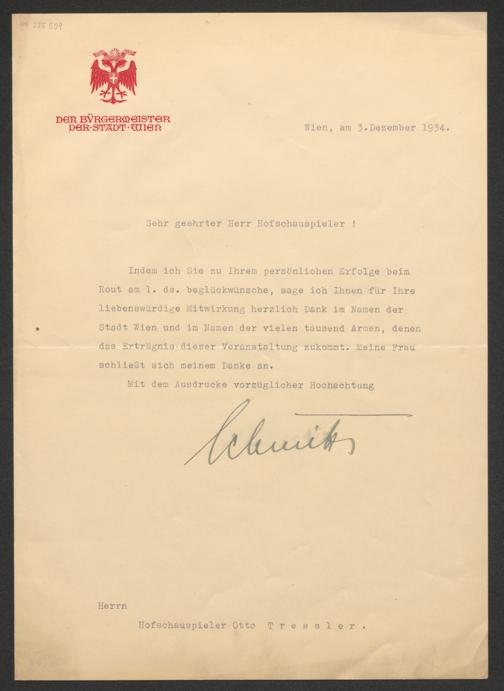 DER BÜRGERMEISTER
DER·STADT·WIEN
Wien, am 3.Dezember 1934.
Sehr geehrter Herr Hofschauspieler !
Indem ich Sie zu Ihrem persönlichen Erfolge beim
Rout am 1. ds. beglückwünsche, sage ich Ihnen für Ihre
liebenswürdige Mitwirkung herzlich Dank im Namen der
Stadt Wien und im Namen der vielen tausend Armen, denen
das Erträgnis dieser Veranstaltung zukommt. Meine Frau
schließt sich meinem Danke an.
Mit dem Ausdrucke vorzüglicher Hochachtung
Schmitz
Herrn
Hofschauspieler Otto T r e s s l e r .